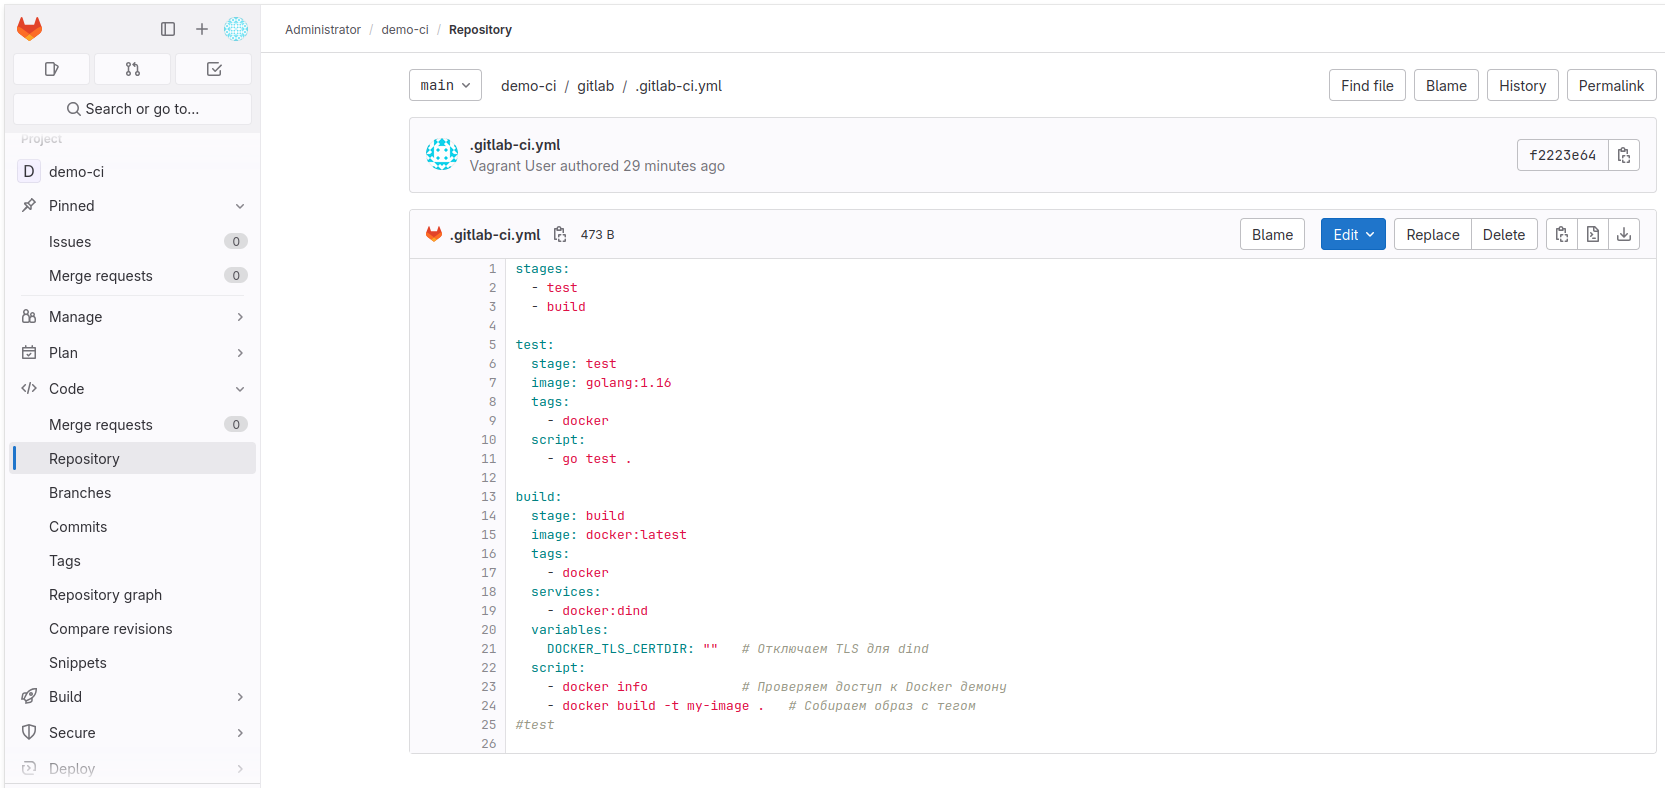 Administrator / demo-ci / Repository
Search or go to...
Project
D demo-ci
Pinned
Issues 0
Merge requests 0
Manage
Plan
Code
Merge requests 0
Repository
Branches
Commits
Tags
Repository graph
Compare revisions
Snippets
Build
Secure
Deploy
main demo-ci / gitlab / .gitlab-ci.yml Find file Blame History Permalink
.gitlab-ci.yml
Vagrant User authored 29 minutes ago
f2223e64
.gitlab-ci.yml 473 B Blame Edit Replace Delete
1 stages:
2   - test
3   - build
4
5 test:
6   stage: test
7   image: golang:1.16
8   tags:
9     - docker
10   script:
11     - go test .
12
13 build:
14   stage: build
15   image: docker:latest
16   tags:
17     - docker
18   services:
19     - docker:dind
20   variables:
21     DOCKER_TLS_CERTDIR: ""   # Отключаем TLS для dind
22   script:
23     - docker info            # Проверяем доступ к Docker демону
24     - docker build -t my-image .   # Собираем образ с тегом
25 #test
26